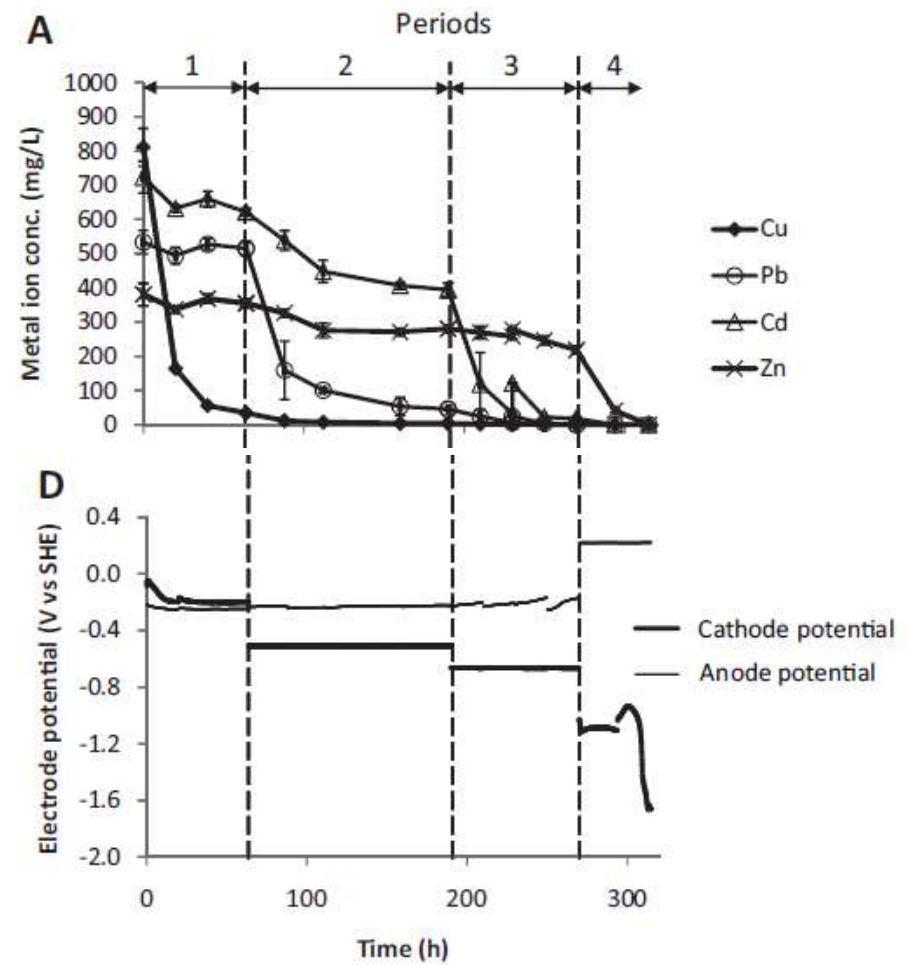 A
Periods
1 2 3 4
Metal ion conc. (mg/L)
1000
900
800
700
600
500
400
300
200
100
0
Cu
Pb
Cd
Zn
D
Electrode potential (V vs SHE)
0.4
0.0
-0.4
-0.8
-1.2
-1.6
-2.0
Cathode potential
Anode potential
0 100 200 300
Time (h)